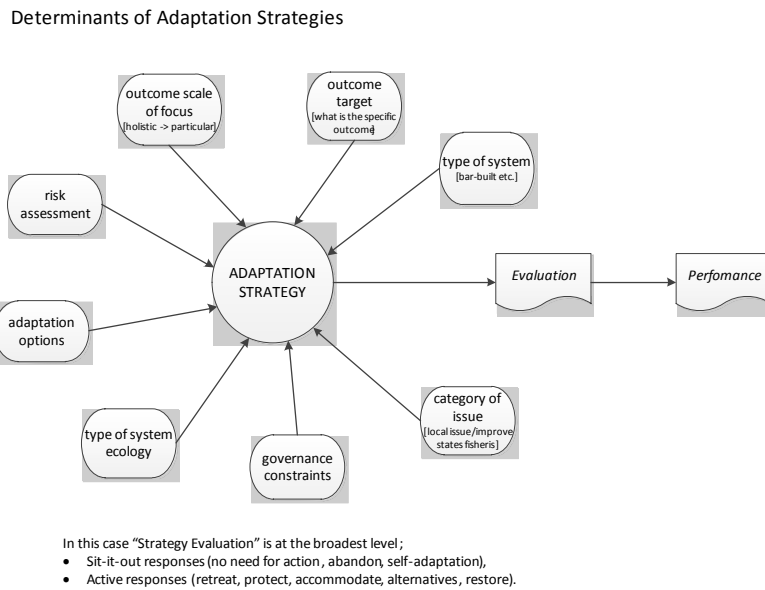 Determinants of Adaptation Strategies
outcome scale
of focus
[holistic -> particular]
outcome
target
[what is the specific
outcome]
type of system
[bar-built etc.]
risk
assessment
ADAPTATION
STRATEGY
Evaluation
Perfomance
adaptation
options
category of
issue
[local issue/improve
states fisheris]
type of system
ecology
governance
constraints
In this case “Strategy Evaluation” is at the broadest level;
• Sit-it-out responses (no need for action, abandon, self-adaptation),
• Active responses (retreat, protect, accommodate, alternatives, restore).